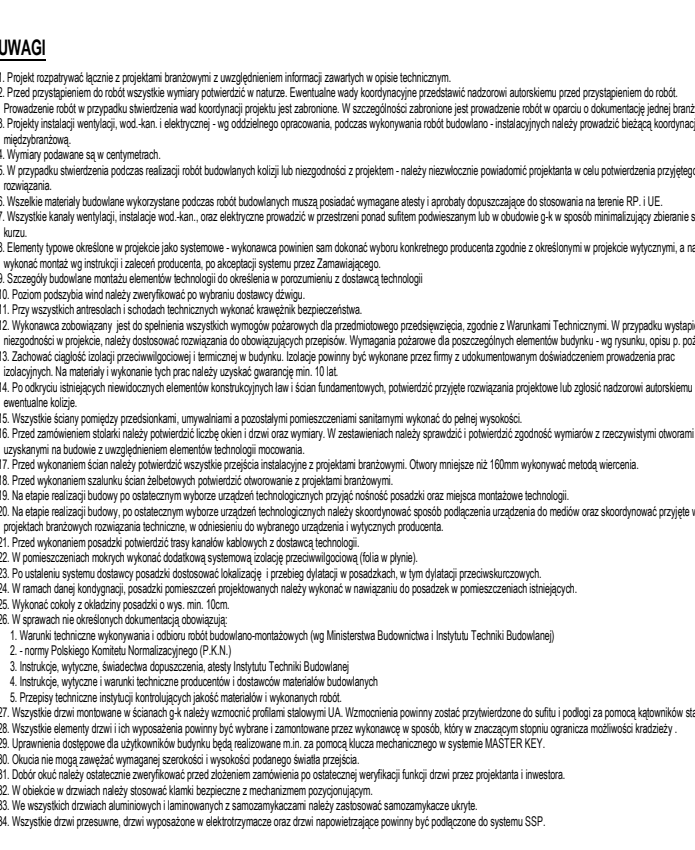 UWAGI
1. Projekt rozpatrywać łącznie z projektami branżowymi z uwzględnieniem informacji zawartych w opisie technicznym.
2. Przed przystąpieniem do robót wszystkie wymiary potwierdzić w naturze. Ewentualne wady koordynacyjne przedstawić nadzorowi autorskiemu przed przystąpieniem do robót.
Prowadzenie robót w przypadku stwierdzenia wad koordynacji projektu jest zabronione. W szczególności zabronione jest prowadzenie robót w oparciu o dokumentację jednej branż
3. Projekty instalacji wentylacji, wod.-kan. i elektrycznej - wg oddzielnego opracowania, podczas wykonywania robót budowlano - instalacyjnych należy prowadzić bieżącą koordynacj
międzybranżową.
4. Wymiary podawane są w centymetrach.
5. W przypadku stwierdzenia podczas realizacji robót budowlanych kolizji lub niezgodności z projektem - należy niezwłocznie powiadomić projektanta w celu potwierdzenia przyjętego
rozwiązania.
6. Wszelkie materiały budowlane wykorzystane podczas robót budowlanych muszą posiadać wymagane atesty i aprobaty dopuszczające do stosowania na terenie RP. i UE.
7. Wszystkie kanały wentylacji, instalacje wod.-kan., oraz elektryczne prowadzić w przestrzeni ponad sufitem podwieszanym lub w obudowie g-k w sposób minimalizujący zbieranie s
kurzu.
8. Elementy typowe określone w projekcie jako systemowe - wykonawca powinien sam dokonać wyboru konkretnego producenta zgodnie z określonymi w projekcie wytycznymi, a na
wykonać montaż wg instrukcji i zaleceń producenta, po akceptacji systemu przez Zamawiającego.
9. Szczegóły budowlane montażu elementów technologii do określenia w porozumieniu z dostawcą technologii
10. Poziom podszybia wind należy zweryfikować po wybraniu dostawcy dźwigu.
11. Przy wszystkich antresolach i schodach technicznych wykonać krawężnik bezpieczeństwa.
12. Wykonawca zobowiązany jest do spełnienia wszystkich wymogów pożarowych dla przedmiotowego przedsięwzięcia, zgodnie z Warunkami Technicznymi. W przypadku wystąpie
niezgodności w projekcie, należy dostosować rozwiązania do obowiązujących przepisów. Wymagania pożarowe dla poszczególnych elementów budynku - wg rysunku, opisu p. poż
13. Zachować ciągłość izolacji przeciwwilgociowej i termicznej w budynku. Izolacje powinny być wykonane przez firmy z udokumentowanym doświadczeniem prowadzenia prac
izolacyjnych. Na materiały i wykonanie tych prac należy uzyskać gwarancję min. 10 lat.
14. Po odkryciu istniejących niewidocznych elementów konstrukcyjnych ław i ścian fundamentowych, potwierdzić przyjęte rozwiązania projektowe lub zgłosić nadzorowi autorskiemu
ewentualne kolizje.
15. Wszystkie ściany pomiędzy przedsionkami, umywalniami a pozostałymi pomieszczeniami sanitarnymi wykonać do pełnej wysokości.
16. Przed zamówieniem stolarki należy potwierdzić liczbę okien i drzwi oraz wymiary. W zestawieniach należy sprawdzić i potwierdzić zgodność wymiarów z rzeczywistymi otworami
uzyskanymi na budowie z uwzględnieniem elementów technologii mocowania.
17. Przed wykonaniem ścian należy potwierdzić wszystkie przejścia instalacyjne z projektami branżowymi. Otwory mniejsze niż 160mm wykonywać metodą wiercenia.
18. Przed wykonaniem szalunku ścian żelbetowych potwierdzić otworowanie z projektami branżowymi.
19. Na etapie realizacji budowy po ostatecznym wyborze urządzeń technologicznych przyjąć nośność posadzki oraz miejsca montażowe technologii.
20. Na etapie realizacji budowy, po ostatecznym wyborze urządzeń technologicznych należy skoordynować sposób podłączenia urządzenia do mediów oraz skoordynować przyjęte w
projektach branżowych rozwiązania techniczne, w odniesieniu do wybranego urządzenia i wytycznych producenta.
21. Przed wykonaniem posadzki potwierdzić trasy kanałów kablowych z dostawcą technologii.
22. W pomieszczeniach mokrych wykonać dodatkową systemową izolację przeciwwilgociową (folia w płynie).
23. Po ustaleniu systemu dostawcy posadzki dostosować lokalizację i przebieg dylatacji w posadzkach, w tym dylatacji przeciwskurczowych.
24. W ramach danej kondygnacji, posadzki pomieszczeń projektowanych należy wykonać w nawiązaniu do posadzek w pomieszczeniach istniejących.
25. Wykonać cokoły z okładziny posadzki o wys. min. 10cm.
26. W sprawach nie określonych dokumentacją obowiązują:
1. Warunki techniczne wykonywania i odbioru robót budowlano-montażowych (wg Ministerstwa Budownictwa i Instytutu Techniki Budowlanej)
2. - normy Polskiego Komitetu Normalizacyjnego (P.K.N.)
3. Instrukcje, wytyczne, świadectwa dopuszczenia, atesty Instytutu Techniki Budowlanej
4. Instrukcje, wytyczne i warunki techniczne producentów i dostawców materiałów budowlanych
5. Przepisy techniczne instytucji kontrolujących jakość materiałów i wykonanych robót.
27. Wszystkie drzwi montowane w ścianach g-k należy wzmocnić profilami stalowymi UA. Wzmocnienia powinny zostać przytwierdzone do sufitu i podłogi za pomocą kątowników sta
28. Wszystkie elementy drzwi i ich wyposażenia powinny być wybrane i zamontowane przez wykonawcę w sposób, który w znaczącym stopniu ogranicza możliwości kradzieży .
29. Uprawnienia dostępowe dla użytkowników budynku będą realizowane m.in. za pomocą klucza mechanicznego w systemie MASTER KEY.
30. Okucia nie mogą zawężać wymaganej szerokości i wysokości podanego światła przejścia.
31. Dobór okuć należy ostatecznie zweryfikować przed złożeniem zamówienia po ostatecznej weryfikacji funkcji drzwi przez projektanta i inwestora.
32. W obiekcie w drzwiach należy stosować klamki bezpieczne z mechanizmem pozycjonującym.
33. We wszystkich drzwiach aluminiowych i laminowanych z samozamykaczami należy zastosować samozamykacze ukryte.
34. Wszystkie drzwi przesuwne, drzwi wyposażone w elektrotrzymacze oraz drzwi napowietrzające powinny być podłączone do systemu SSP.